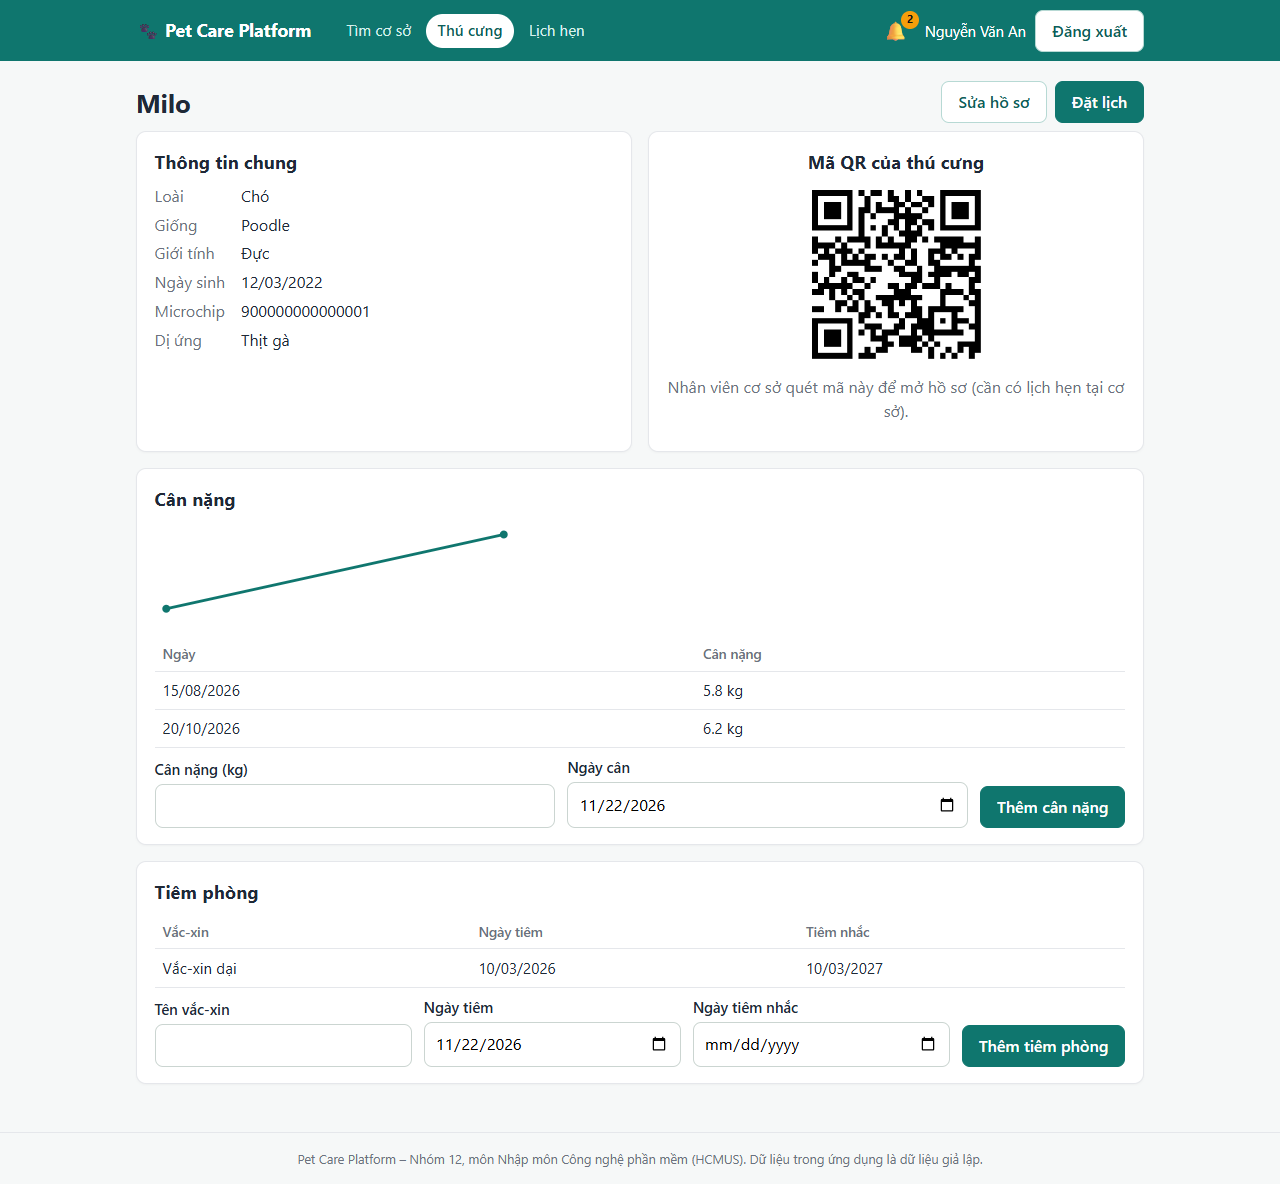 Pet Care Platform
Tìm cơ sở
Thú cưng
Lịch hẹn
2
Nguyễn Văn An
Đăng xuất
Milo
Sửa hồ sơ
Đặt lịch
Thông tin chung
Loài Chó
Giống Poodle
Giới tính Đực
Ngày sinh 12/03/2022
Microchip 900000000000001
Dị ứng Thịt gà
Mã QR của thú cưng
Nhân viên cơ sở quét mã này để mở hồ sơ (cần có lịch hẹn tại cơ
sở).
Cân nặng
Ngày Cân nặng
15/08/2026 5.8 kg
20/10/2026 6.2 kg
Cân nặng (kg)
Ngày cân
11/22/2026
Thêm cân nặng
Tiêm phòng
Vắc-xin Ngày tiêm Tiêm nhắc
Vắc-xin dại 10/03/2026 10/03/2027
Tên vắc-xin
Ngày tiêm
11/22/2026
Ngày tiêm nhắc
mm/dd/yyyy
Thêm tiêm phòng
Pet Care Platform – Nhóm 12, môn Nhập môn Công nghệ phần mềm (HCMUS). Dữ liệu trong ứng dụng là dữ liệu giả lập.